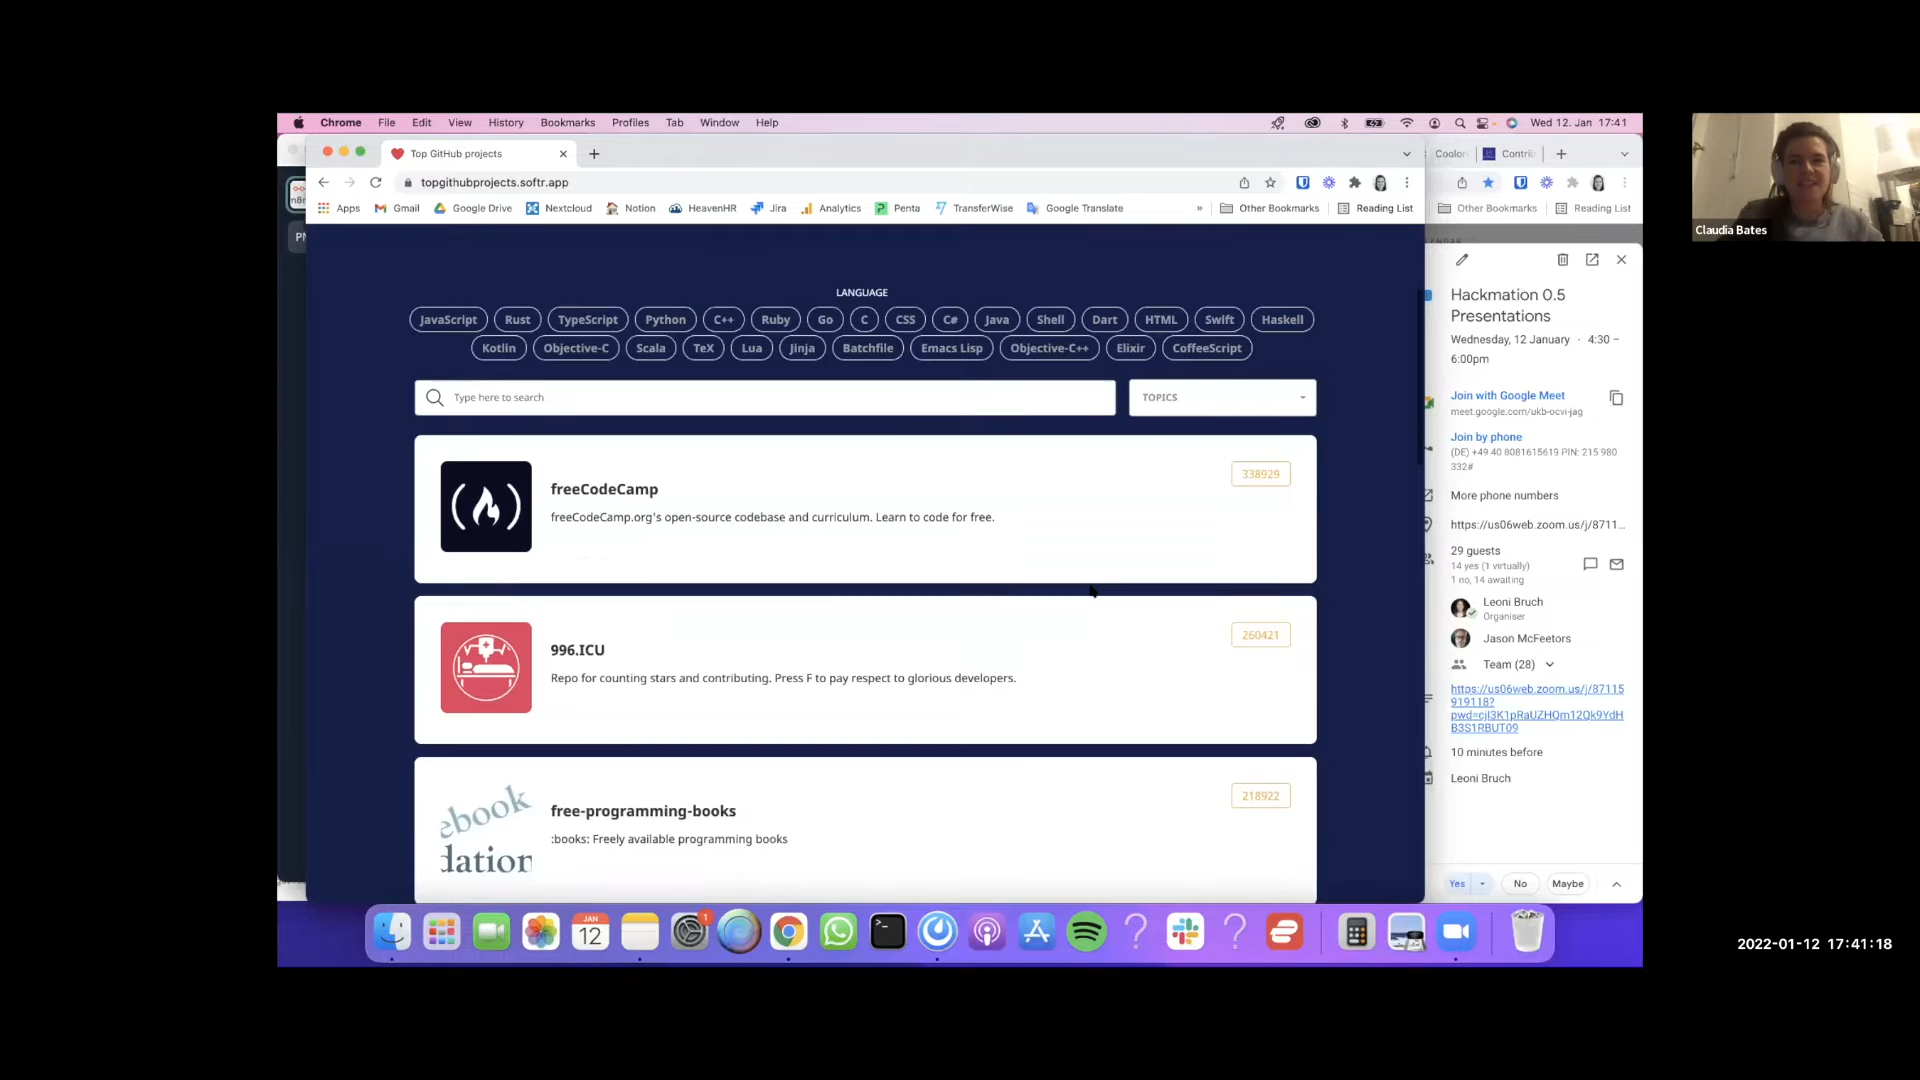 Chrome File Edit View History Bookmarks Profiles Tab Window Help Wed 12. Jan 17:41
Top GitHub projects
Coolor
Contrib
topgithubprojects.softr.app
Apps Gmail Google Drive Nextcloud Notion HeavenHR Jira Analytics Penta TransferWise Google Translate » Other Bookmarks Reading List
Other Bookmarks Reading List
n8n
LANGUAGE
JavaScript Rust TypeScript Python C++ Ruby Go C CSS C# Java Shell Dart HTML Swift Haskell
Kotlin Objective-C Scala TeX Lua Jinja Batchfile Emacs Lisp Objective-C++ Elixir CoffeeScript
Type here to search
TOPICS
freeCodeCamp
338929
freeCodeCamp.org's open-source codebase and curriculum. Learn to code for free.
996.ICU
260421
Repo for counting stars and contributing. Press F to pay respect to glorious developers.
ebook
dation
free-programming-books
218922
:books: Freely available programming books
Hackmation 0.5
Presentations
Wednesday, 12 January · 4:30 –
6:00pm
Join with Google Meet
meet.google.com/ukb-ocvi-jag
Join by phone
(DE) +49 40 8081615619 PIN: 215 980
332#
More phone numbers
https://us06web.zoom.us/j/8711...
29 guests
14 yes (1 virtually)
1 no, 14 awaiting
Leoni Bruch
Organiser
Jason McFeetors
Team (28)
https://us06web.zoom.us/j/87115
919118?
pwd=cjI3K1pRaUZHQm12Qk9YdH
B3S1RBUT09
10 minutes before
Leoni Bruch
Yes No Maybe
JAN
12
1
Claudia Bates
2022-01-12 17:41:18